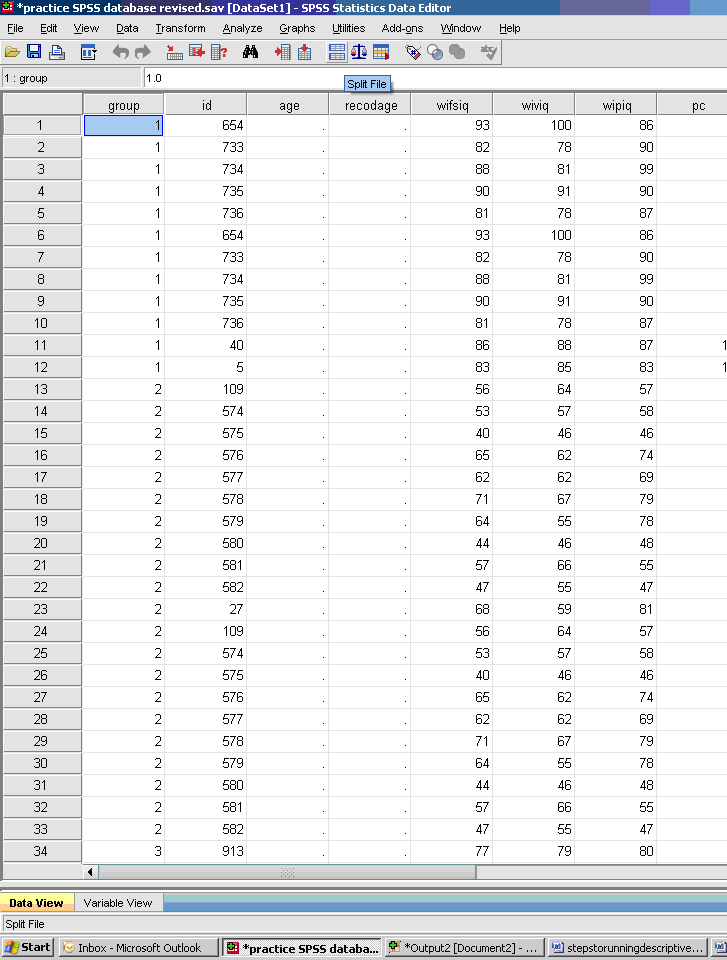 *practice SPSS database revised.sav [DataSet1] - SPSS Statistics Data Editor
File Edit View Data Transform Analyze Graphs Utilities Add-ons Window Help
1 : group 1.0
Split File
group id age recodage wifsiq wiviq wipiq pc
1 1 654 . . 93 100 86
2 1 733 . . 82 78 90
3 1 734 . . 88 81 99
4 1 735 . . 90 91 90
5 1 736 . . 81 78 87
6 1 654 . . 93 100 86
7 1 733 . . 82 78 90
8 1 734 . . 88 81 99
9 1 735 . . 90 91 90
10 1 736 . . 81 78 87
11 1 40 . . 86 88 87 1
12 1 5 . . 83 85 83 1
13 2 109 . . 56 64 57
14 2 574 . . 53 57 58
15 2 575 . . 40 46 46
16 2 576 . . 65 62 74
17 2 577 . . 62 62 69
18 2 578 . . 71 67 79
19 2 579 . . 64 55 78
20 2 580 . . 44 46 48
21 2 581 . . 57 66 55
22 2 582 . . 47 55 47
23 2 27 . . 68 59 81
24 2 109 . . 56 64 57
25 2 574 . . 53 57 58
26 2 575 . . 40 46 46
27 2 576 . . 65 62 74
28 2 577 . . 62 62 69
29 2 578 . . 71 67 79
30 2 579 . . 64 55 78
31 2 580 . . 44 46 48
32 2 581 . . 57 66 55
33 2 582 . . 47 55 47
34 3 913 . . 77 79 80
Data View Variable View
Split File
Start Inbox - Microsoft Outlook *practice SPSS databa... *Output2 [Document2] - ... stepstorunningdescriptive...